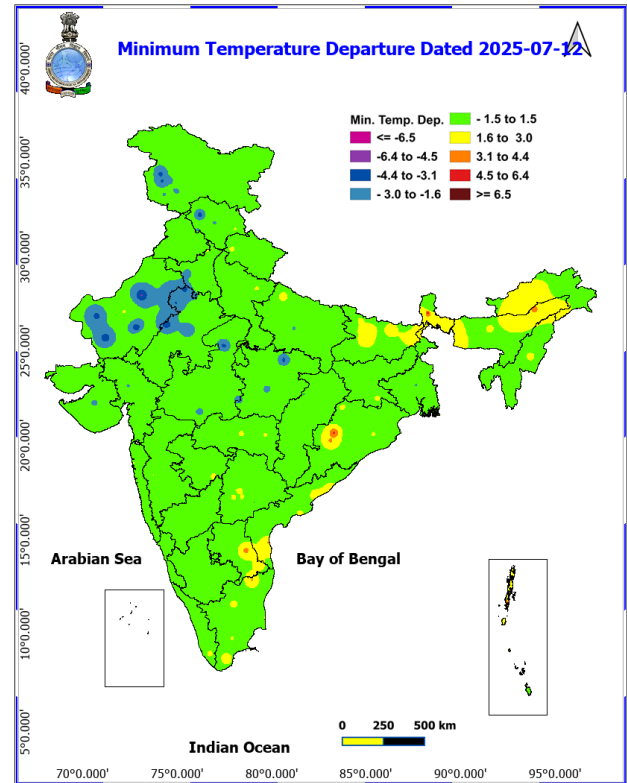 Minimum Temperature Departure Dated 2025-07-12
Min. Temp. Dep.
<= -6.5
-6.4 to -4.5
-4.4 to -3.1
- 3.0 to -1.6
- 1.5 to 1.5
1.6 to 3.0
3.1 to 4.4
4.5 to 6.4
>= 6.5
40°0.000'
35°0.000'
30°0.000'
25°0.000'
20°0.000'
15°0.000'
10°0.000'
5°0.000'
Arabian Sea
Bay of Bengal
0 250 500 km
Indian Ocean
70°0.000' 75°0.000' 80°0.000' 85°0.000' 90°0.000' 95°0.000'